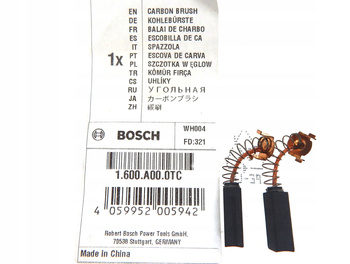 EN CARBON BRUSH
DE KOHLEBÜRSTE
FR BALAI DE CHARBO
ES ESCOBILLA DE CA
IT SPAZZOLA
1x PT ESCOVA DE CARVA
PL SZCZOTKA W ĘGLOW
TR KÖMÜR FIRÇA
CS UHLÍKY
RU УГОЛЬНАЯ
JA カーボンブラシ
ZH 碳刷
BOSCH
WH004
FD:321
1.600.A00.0TC
4 059952 005942
Robert Bosch Power Tools GmbH
70538 Stuttgart, GERMANY
Made in China